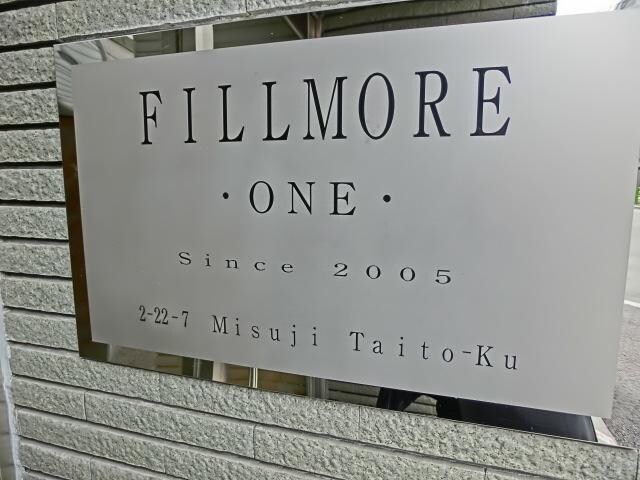 FILLMORE
・ONE・
Since 2005
2-22-7 Misuji Taito-Ku